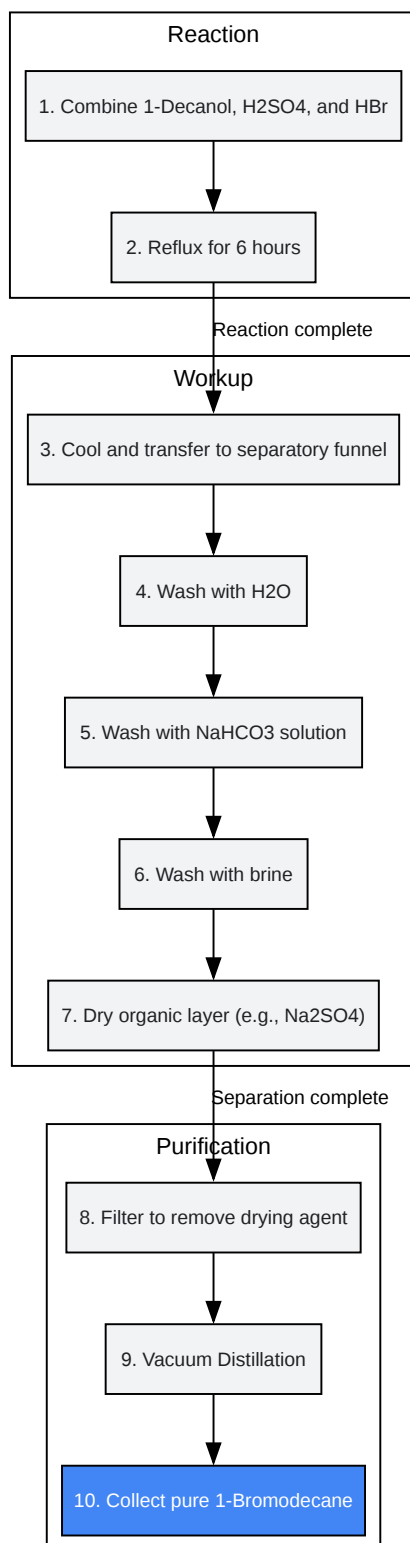 Reaction
1. Combine 1-Decanol, H2SO4, and HBr
2. Reflux for 6 hours
Reaction complete
Workup
3. Cool and transfer to separatory funnel
4. Wash with H2O
5. Wash with NaHCO3 solution
6. Wash with brine
7. Dry organic layer (e.g., Na2SO4)
Separation complete
Purification
8. Filter to remove drying agent
9. Vacuum Distillation
10. Collect pure 1-Bromodecane